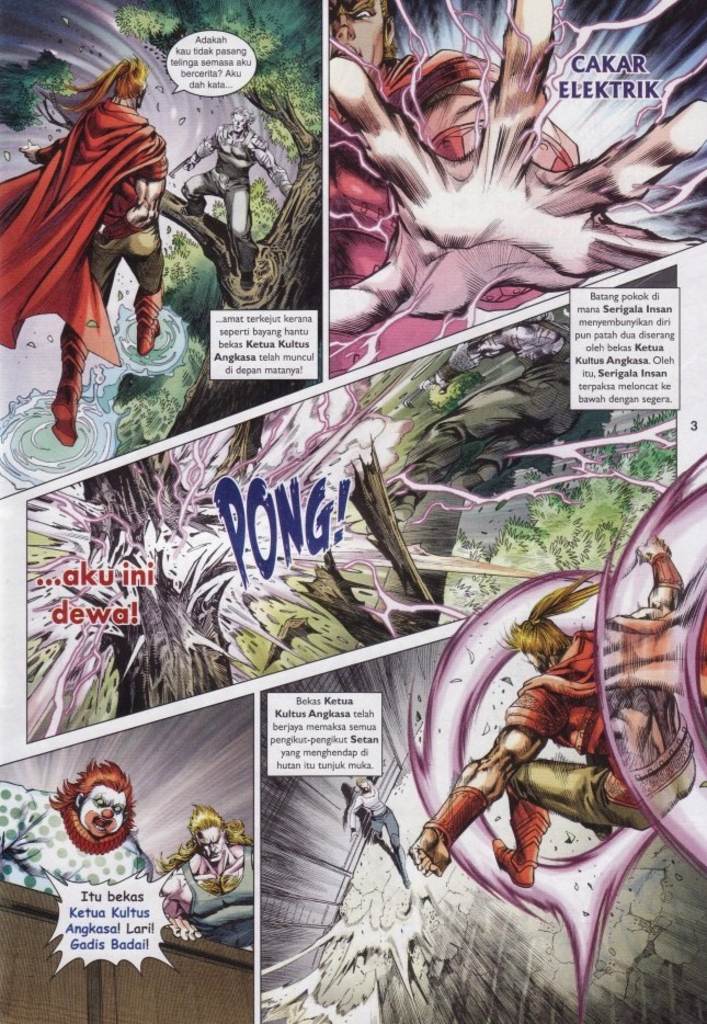 Adakah
kau tidak pasang
telinga semasa aku
bercerita? Aku
dah kata...
CAKAR
ELEKTRIK
...amat terkejut kerana
seperti bayang hantu
bekas Ketua Kultus
Angkasa telah muncul
di depan matanya!
Batang pokok di
mana Serigala Insan
menyembunyikan diri
pun patah dua diserang
oleh bekas Ketua
Kultus Angkasa. Oleh
itu, Serigala Insan
terpaksa meloncat ke
bawah dengan segera.
3
PONG!
...aku ini
dewa!
Bekas Ketua
Kultus Angkasa telah
berjaya memaksa semua
pengikut-pengikut Setan
yang menghendap di
hutan itu tunjuk muka.
Itu bekas
Ketua Kultus
Angkasa! Lari!
Gadis Badai!